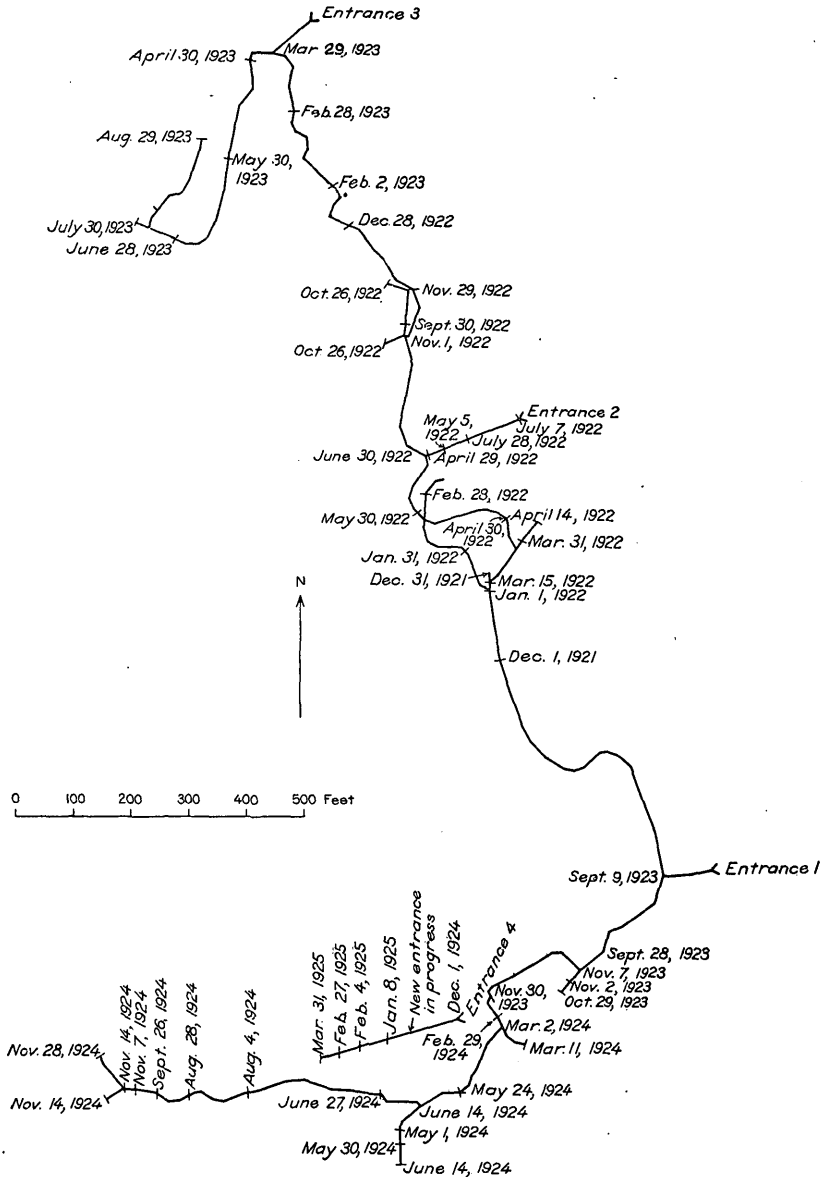 Entrance 3
April 30, 1923
Mar. 29, 1923
Feb. 28, 1923
Aug. 29, 1923
May 30,
1923
Feb. 2, 1923
July 30, 1923
Dec. 28, 1922
June 28, 1923
Oct. 26, 1922
Nov. 29, 1922
Sept. 30, 1922
Nov. 1, 1922
Oct. 26, 1922
Entrance 2
July 7, 1922
May 5,
1922
July 28, 1922
June 30, 1922
April 29, 1922
Feb. 28, 1922
May 30, 1922
April 14, 1922
April 30,
1922
Mar. 31, 1922
Jan. 31, 1922
Dec. 31, 1921
Mar. 15, 1922
Jan. 1, 1922
N
Dec. 1, 1921
0 100 200 300 400 500 Feet
Sept. 9, 1923
Entrance 1
Sept. 28, 1923
Nov. 7, 1923
Nov. 2, 1923
Oct. 29, 1923
Nov. 30,
1923
Mar. 31, 1925
Feb. 27, 1925
Feb. 4, 1925
Jan. 8, 1925
New entrance
in progress
Dec. 1, 1924
Entrance 4
Feb. 29,
1924
Mar. 2, 1924
Mar. 11, 1924
Nov. 28, 1924
Nov. 14, 1924
Nov. 7, 1924
Sept. 26, 1924
Aug. 28, 1924
Aug. 4, 1924
Nov. 14, 1924
June 27, 1924
May 24, 1924
June 14, 1924
May 1, 1924
May 30, 1924
June 14, 1924